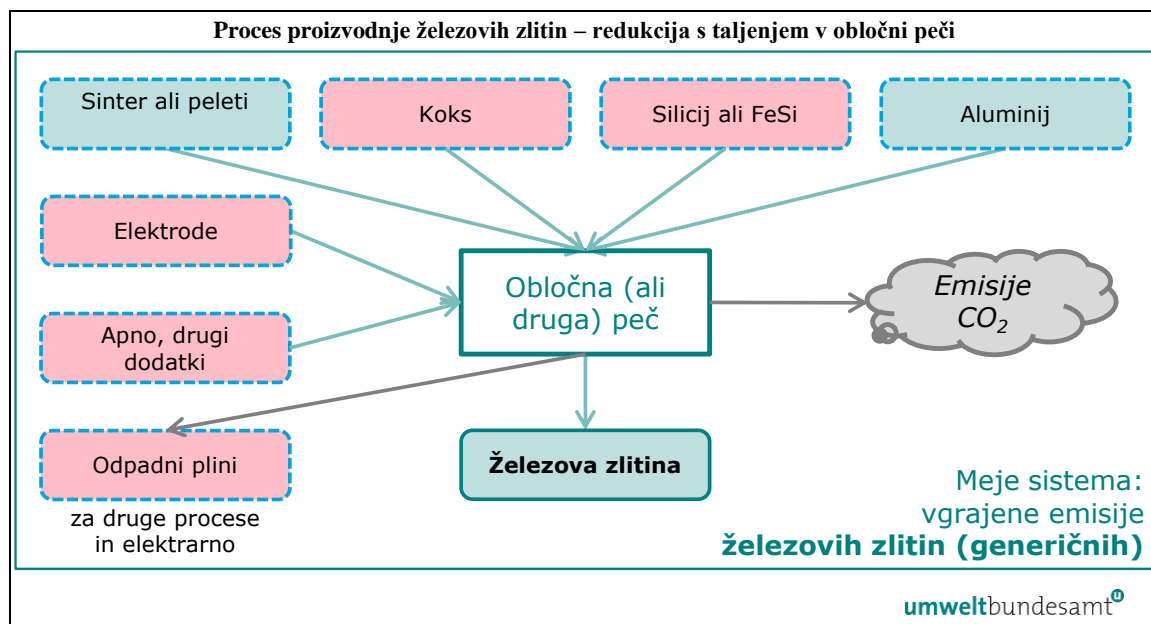 Proces proizvodnje železovih zlitin – redukcija s taljenjem v obločni peči
Sinter ali peleti
Koks
Silicij ali FeSi
Aluminij
Elektrode
Obločna (ali
druga) peč
Emisije
CO₂
Apno, drugi
dodatki
Odpadni plini
za druge procese
in elektrarno
Železova zlitina
Meje sistema:
vgrajene emisije
železovih zlitin (generičnih)
umweltbundesamt